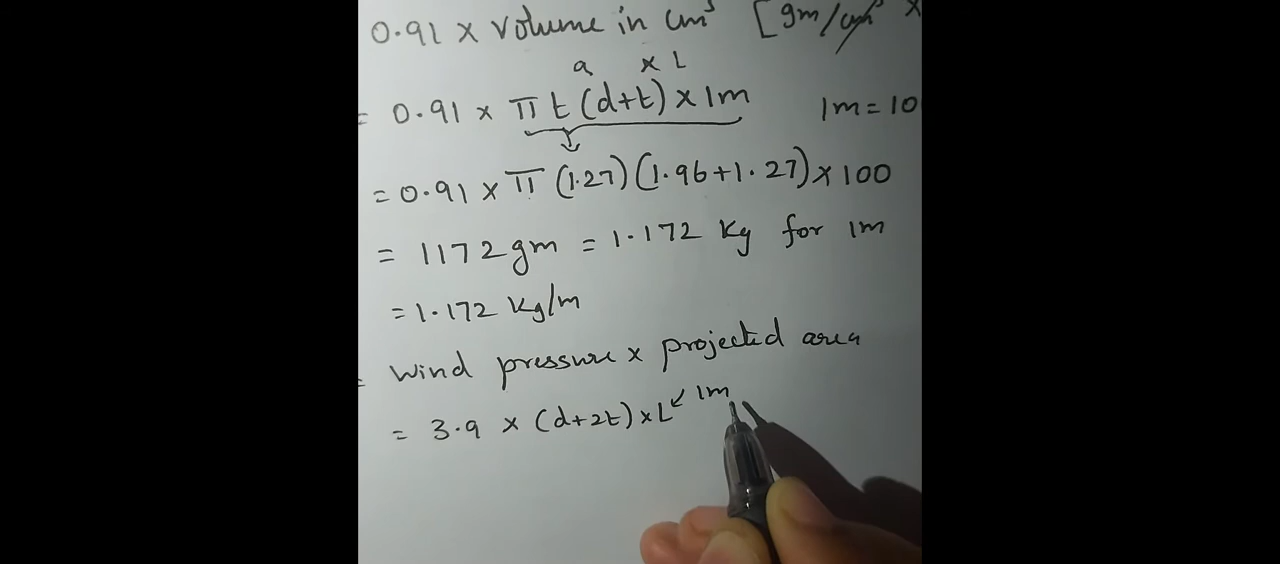 0.91 x volume in cm³ [gm/cm³ x
a x L
= 0.91 x π t (d+t) x 1m 1m = 10
= 0.91 x π (1.27) (1.96+1.27) x 100
= 1172 gm = 1.172 Kg for 1m
= 1.172 Kg/m
= Wind pressure x projected area
= 3.9 x (d+2t) x L ↙ 1m